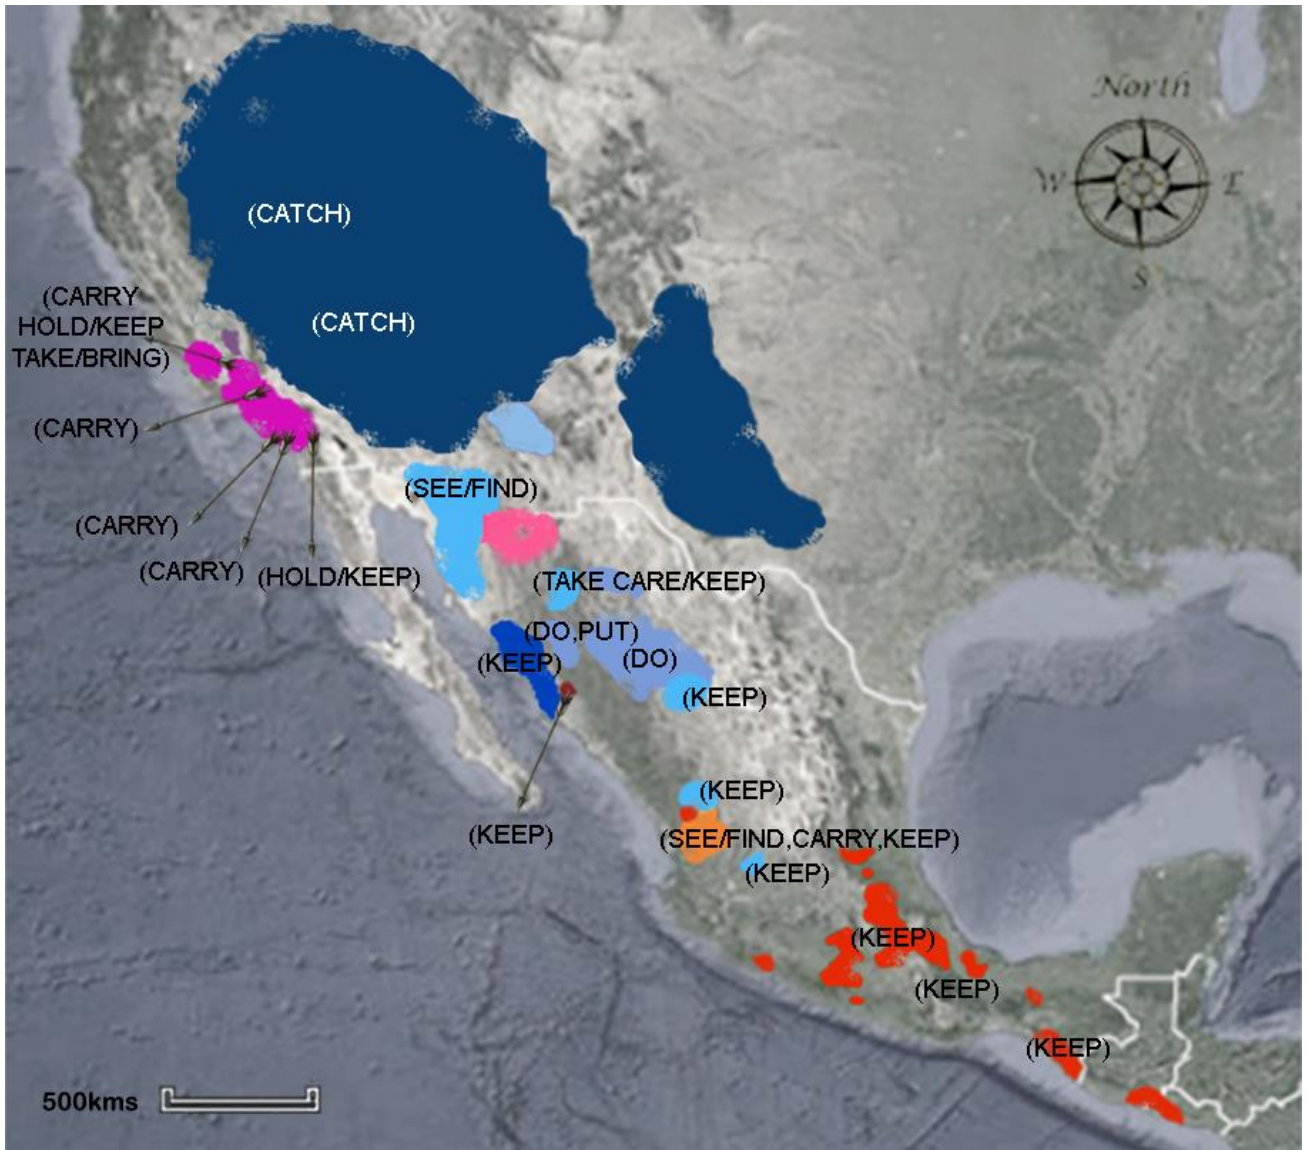 North
W
E
S
(CATCH)
(CATCH)
(CARRY
HOLD/KEEP
TAKE/BRING)
(CARRY)
(SEE/FIND)
(CARRY)
(CARRY)
(HOLD/KEEP)
(TAKE CARE/KEEP)
(DO,PUT)
(KEEP)
(DO)
(KEEP)
(KEEP)
(KEEP)
(SEE/FIND,CARRY,KEEP)
(KEEP)
(KEEP)
(KEEP)
(KEEP)
500kms